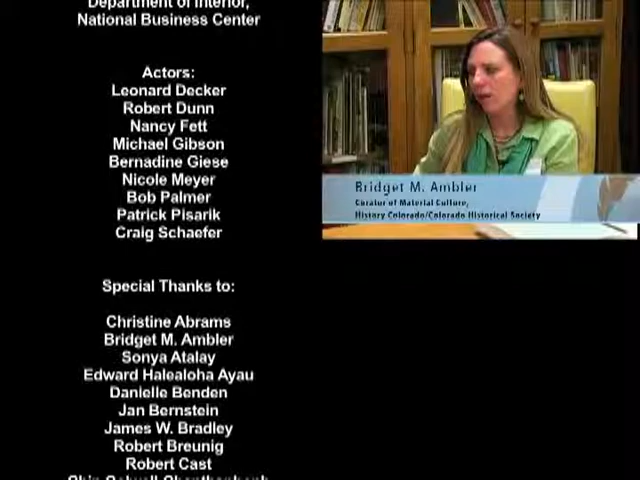 Department of Interior,
National Business Center
Actors:
Leonard Decker
Robert Dunn
Nancy Fett
Michael Gibson
Bernadine Giese
Nicole Meyer
Bob Palmer
Patrick Pisarik
Craig Schaefer
Special Thanks to:
Christine Abrams
Bridget M. Ambler
Sonya Atalay
Edward Halealoha Ayau
Danielle Benden
Jan Bernstein
James W. Bradley
Robert Breunig
Robert Cast
Bridget M. Ambler
Curator of Material Culture,
History Colorado/Colorado Historical Society